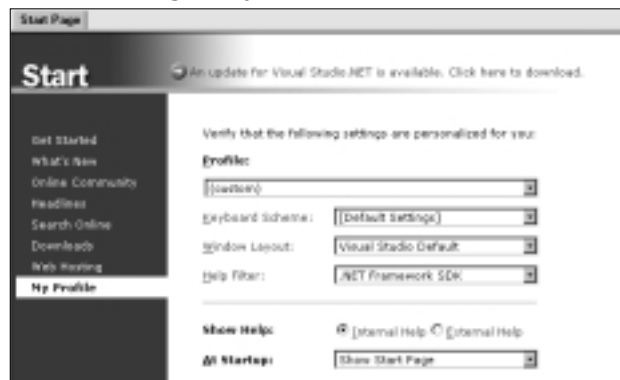 Start Page
Start
An update for Visual Studio.NET is available. Click here to download.
Get Started
What's New
Online Community
Headlines
Search Online
Downloads
Web Hosting
My Profile
Verify that the following settings are personalized for you:
Profile:
(custom)
Keyboard Scheme: [Default Settings]
Window Layout: Visual Studio Default
Help Filter: .NET Framework SDK
Show Help: Internal Help External Help
At Startup: Show Start Page